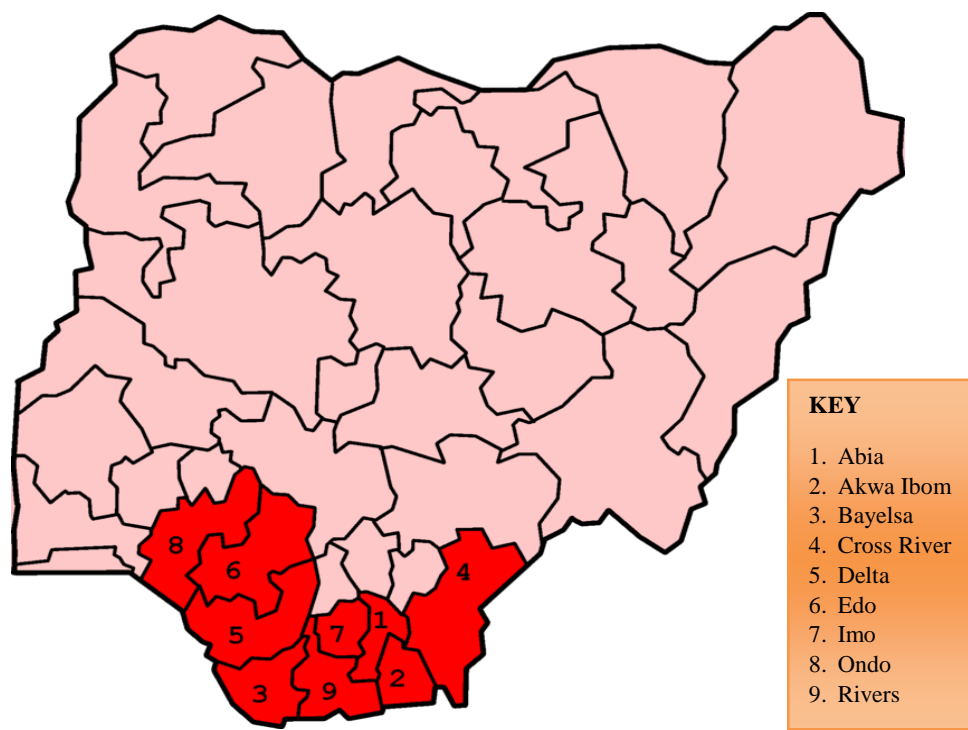 8
6
4
1
7
5
2
3
9
KEY
1. Abia
2. Akwa Ibom
3. Bayelsa
4. Cross River
5. Delta
6. Edo
7. Imo
8. Ondo
9. Rivers